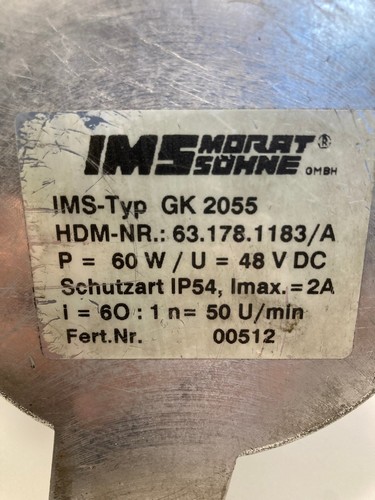 IMS MORAT SÖHNE ® GMBH
IMS-Typ GK 2055
HDM-NR.: 63.178.1183/A
P = 60 W / U = 48 V DC
Schutzart IP54, Imax.=2A
i = 60 : 1 n= 50 U/min
Fert.Nr. 00512